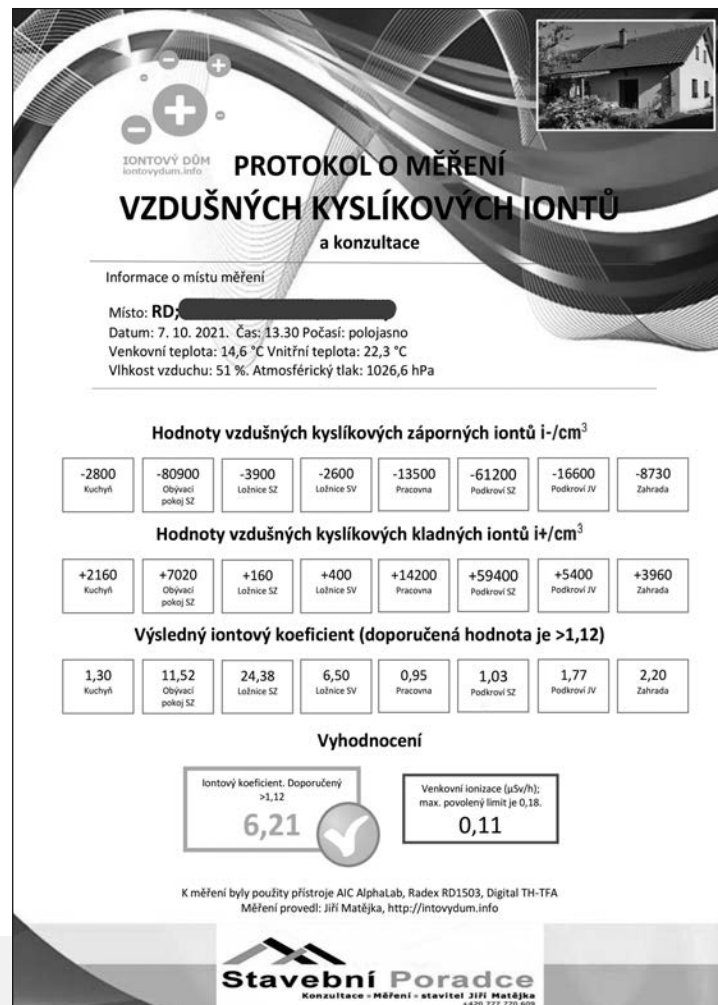 IONTOVÝ DŮM
iontovydum.info
PROTOKOL O MĚŘENÍ
VZDUŠNÝCH KYSLÍKOVÝCH IONTŮ
a konzultace
Informace o místu měření
Místo: RD;
Datum: 7. 10. 2021. Čas: 13.30 Počasí: polojasno
Venkovní teplota: 14,6 °C Vnitřní teplota: 22,3 °C
Vlhkost vzduchu: 51 %. Atmosférický tlak: 1026,6 hPa
Hodnoty vzdušných kyslíkových záporných iontů i-/cm³
-2800 -80900 -3900 -2600 -13500 -61200 -16600 -8730
Kuchyň Obývací Ložnice SZ Ložnice SV Pracovna Podkroví SZ Podkroví JV Zahrada
pokoj SZ
Hodnoty vzdušných kyslíkových kladných iontů i+/cm³
+2160 +7020 +160 +400 +14200 +59400 +5400 +3960
Kuchyň Obývací Ložnice SZ Ložnice SV Pracovna Podkroví SZ Podkroví JV Zahrada
pokoj SZ
Výsledný iontový koeficient (doporučená hodnota je >1,12)
1,30 11,52 24,38 6,50 0,95 1,03 1,77 2,20
Kuchyň Obývací Ložnice SZ Ložnice SV Pracovna Podkroví SZ Podkroví JV Zahrada
pokoj SZ
Vyhodnocení
Iontový koeficient. Doporučený
>1,12
6,21
Venkovní ionizace (µSv/h);
max. povolený limit je 0,18.
0,11
K měření byly použity přístroje AIC AlphaLab, Radex RD1503, Digital TH-TFA
Měření provedl: Jiří Matějka, http://intovydum.info
Stavební Poradce
Konzultace - Měření - stavitel Jiří Matějka
+420 777 770 609